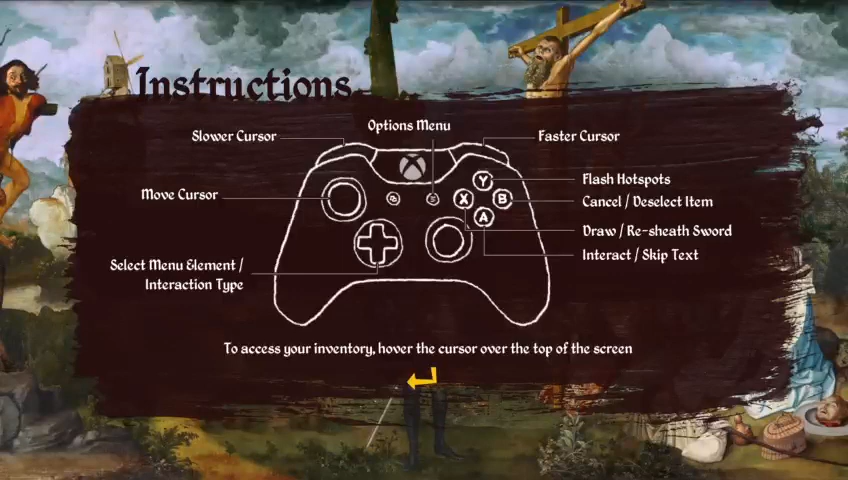 Instructions
Options Menu
Slower Cursor
Faster Cursor
Move Cursor
Y
X
B
A
Flash Hotspots
Cancel / Deselect Item
Draw / Re-sheath Sword
Interact / Skip Text
Select Menu Element /
Interaction Type
To access your inventory, hover the cursor over the top of the screen